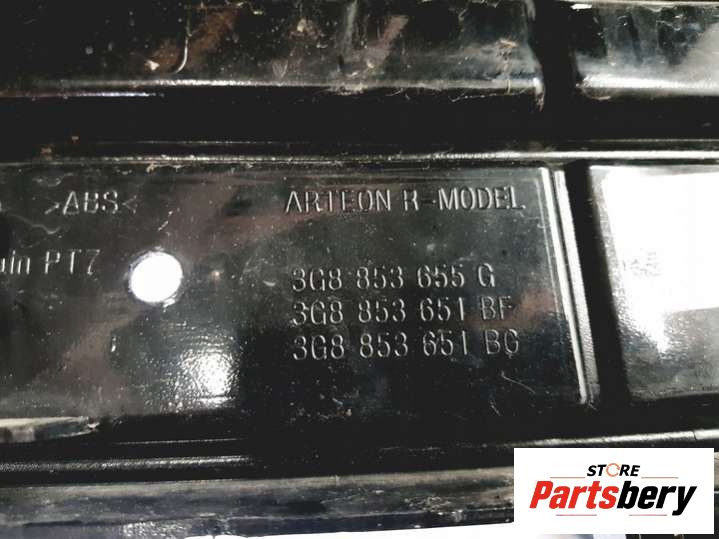 >ABS<
ARTEON R-MODEL
PT7
3G8 853 655 G
3G8 853 651 BF
3G8 853 651 BG
STORE
Partsbery